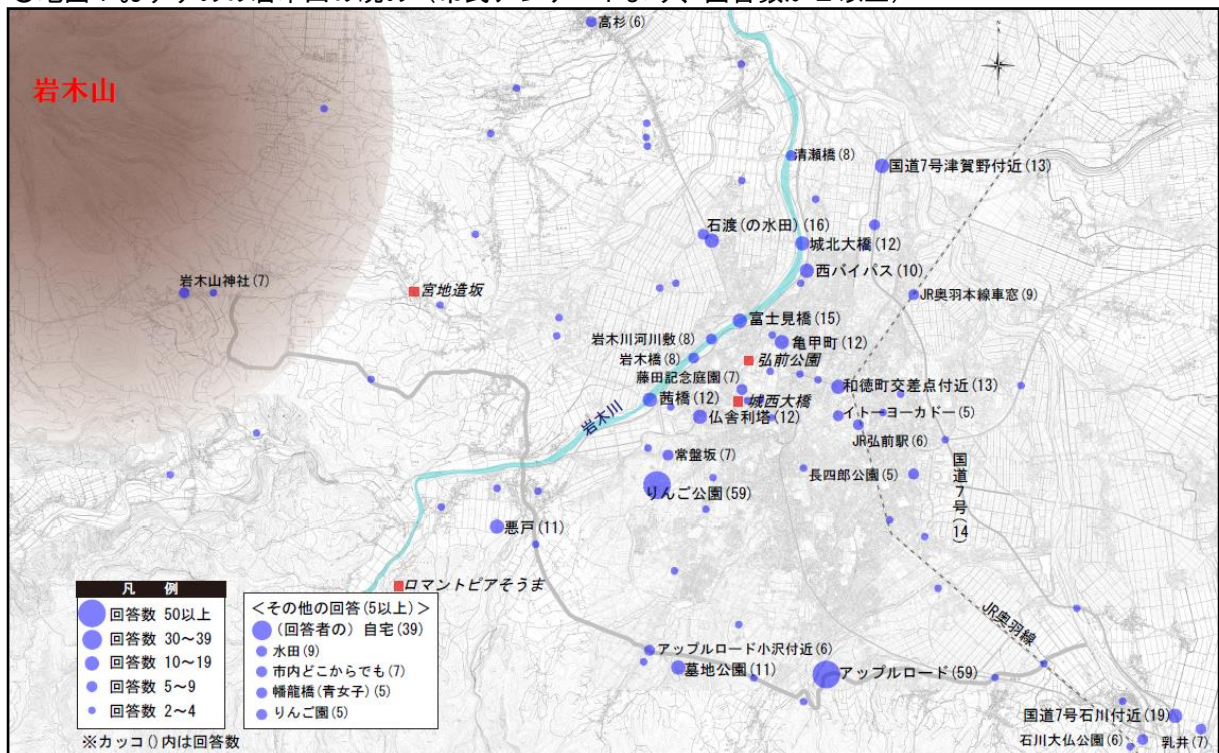 岩木山
高杉(6)
清瀬橋(8)
国道7号津賀野付近(13)
石渡(の水田)(16)
城北大橋(12)
西バイパス(10)
岩木山神社(7)
宮地造坂
JR奥羽本線車窓(9)
富士見橋(15)
岩木川河川敷(8)
亀甲町(12)
岩木橋(8)
弘前公園
藤田記念庭園(7)
和徳町交差点付近(13)
茜橋(12)
城西大橋
岩木川
仏舎利塔(12)
イトーヨーカドー(5)
JR弘前駅(6)
常盤坂(7)
長四郎公園(5)
国道7号(14)
りんご公園(59)
悪戸(11)
ロマントピアそうま
JR奥羽線
アップルロード小沢付近(6)
墓地公園(11)
アップルロード(59)
国道7号石川付近(19)
石川大仏公園(6)
乳井(7)
凡 例
回答数 50以上
回答数 30～39
回答数 10～19
回答数 5～9
回答数 2～4
※カッコ()内は回答数
＜その他の回答(5以上)＞
(回答者の) 自宅(39)
水田(9)
市内どこからでも(7)
幡龍橋(青女子)(5)
りんご園(5)